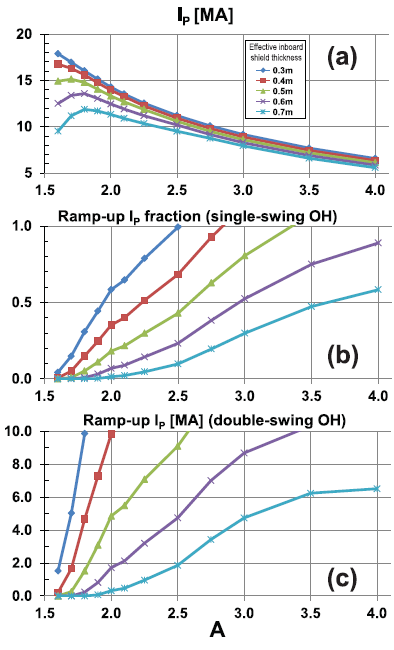 I_P [MA]
20
15
10
5
Effective inboard
shield thickness
0.3m
0.4m
0.5m
0.6m
0.7m
(a)
1.5 2.0 2.5 3.0 3.5 4.0
Ramp-up I_P fraction (single-swing OH)
1.0
0.5
0.0
(b)
1.5 2.0 2.5 3.0 3.5 4.0
Ramp-up I_P [MA] (double-swing OH)
10.0
8.0
6.0
4.0
2.0
0.0
(c)
1.5 2.0 2.5 3.0 3.5 4.0
A